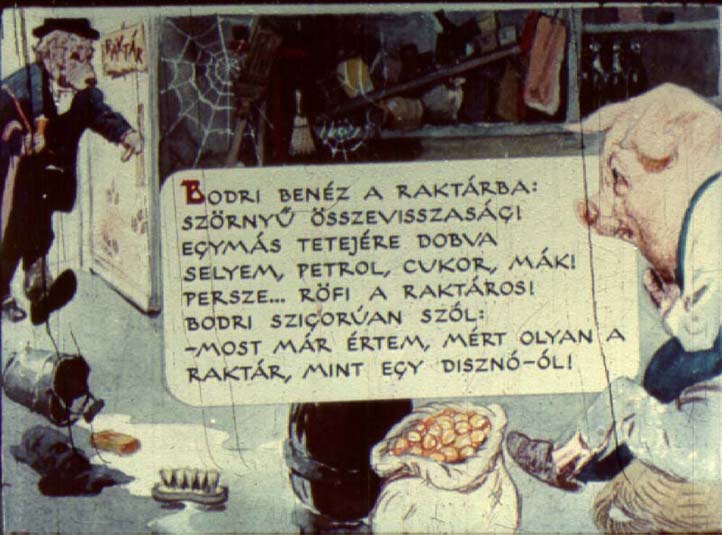 RAKTÁR
BODRI BENÉZ A RAKTÁRBA:
SZÖRNYŰ ÖSSZEVISSZASÁG!
EGYMÁS TETEJÉRE DOBVA
SELYEM, PETROL, CUKOR, MÁK!
PERSZE... RÖFI A RAKTÁROS!
BODRI SZIGORÚAN SZÓL:
-MOST MÁR ÉRTEM, MÉRT OLYAN A
RAKTÁR, MINT EGY DISZNÓ-ÓL!